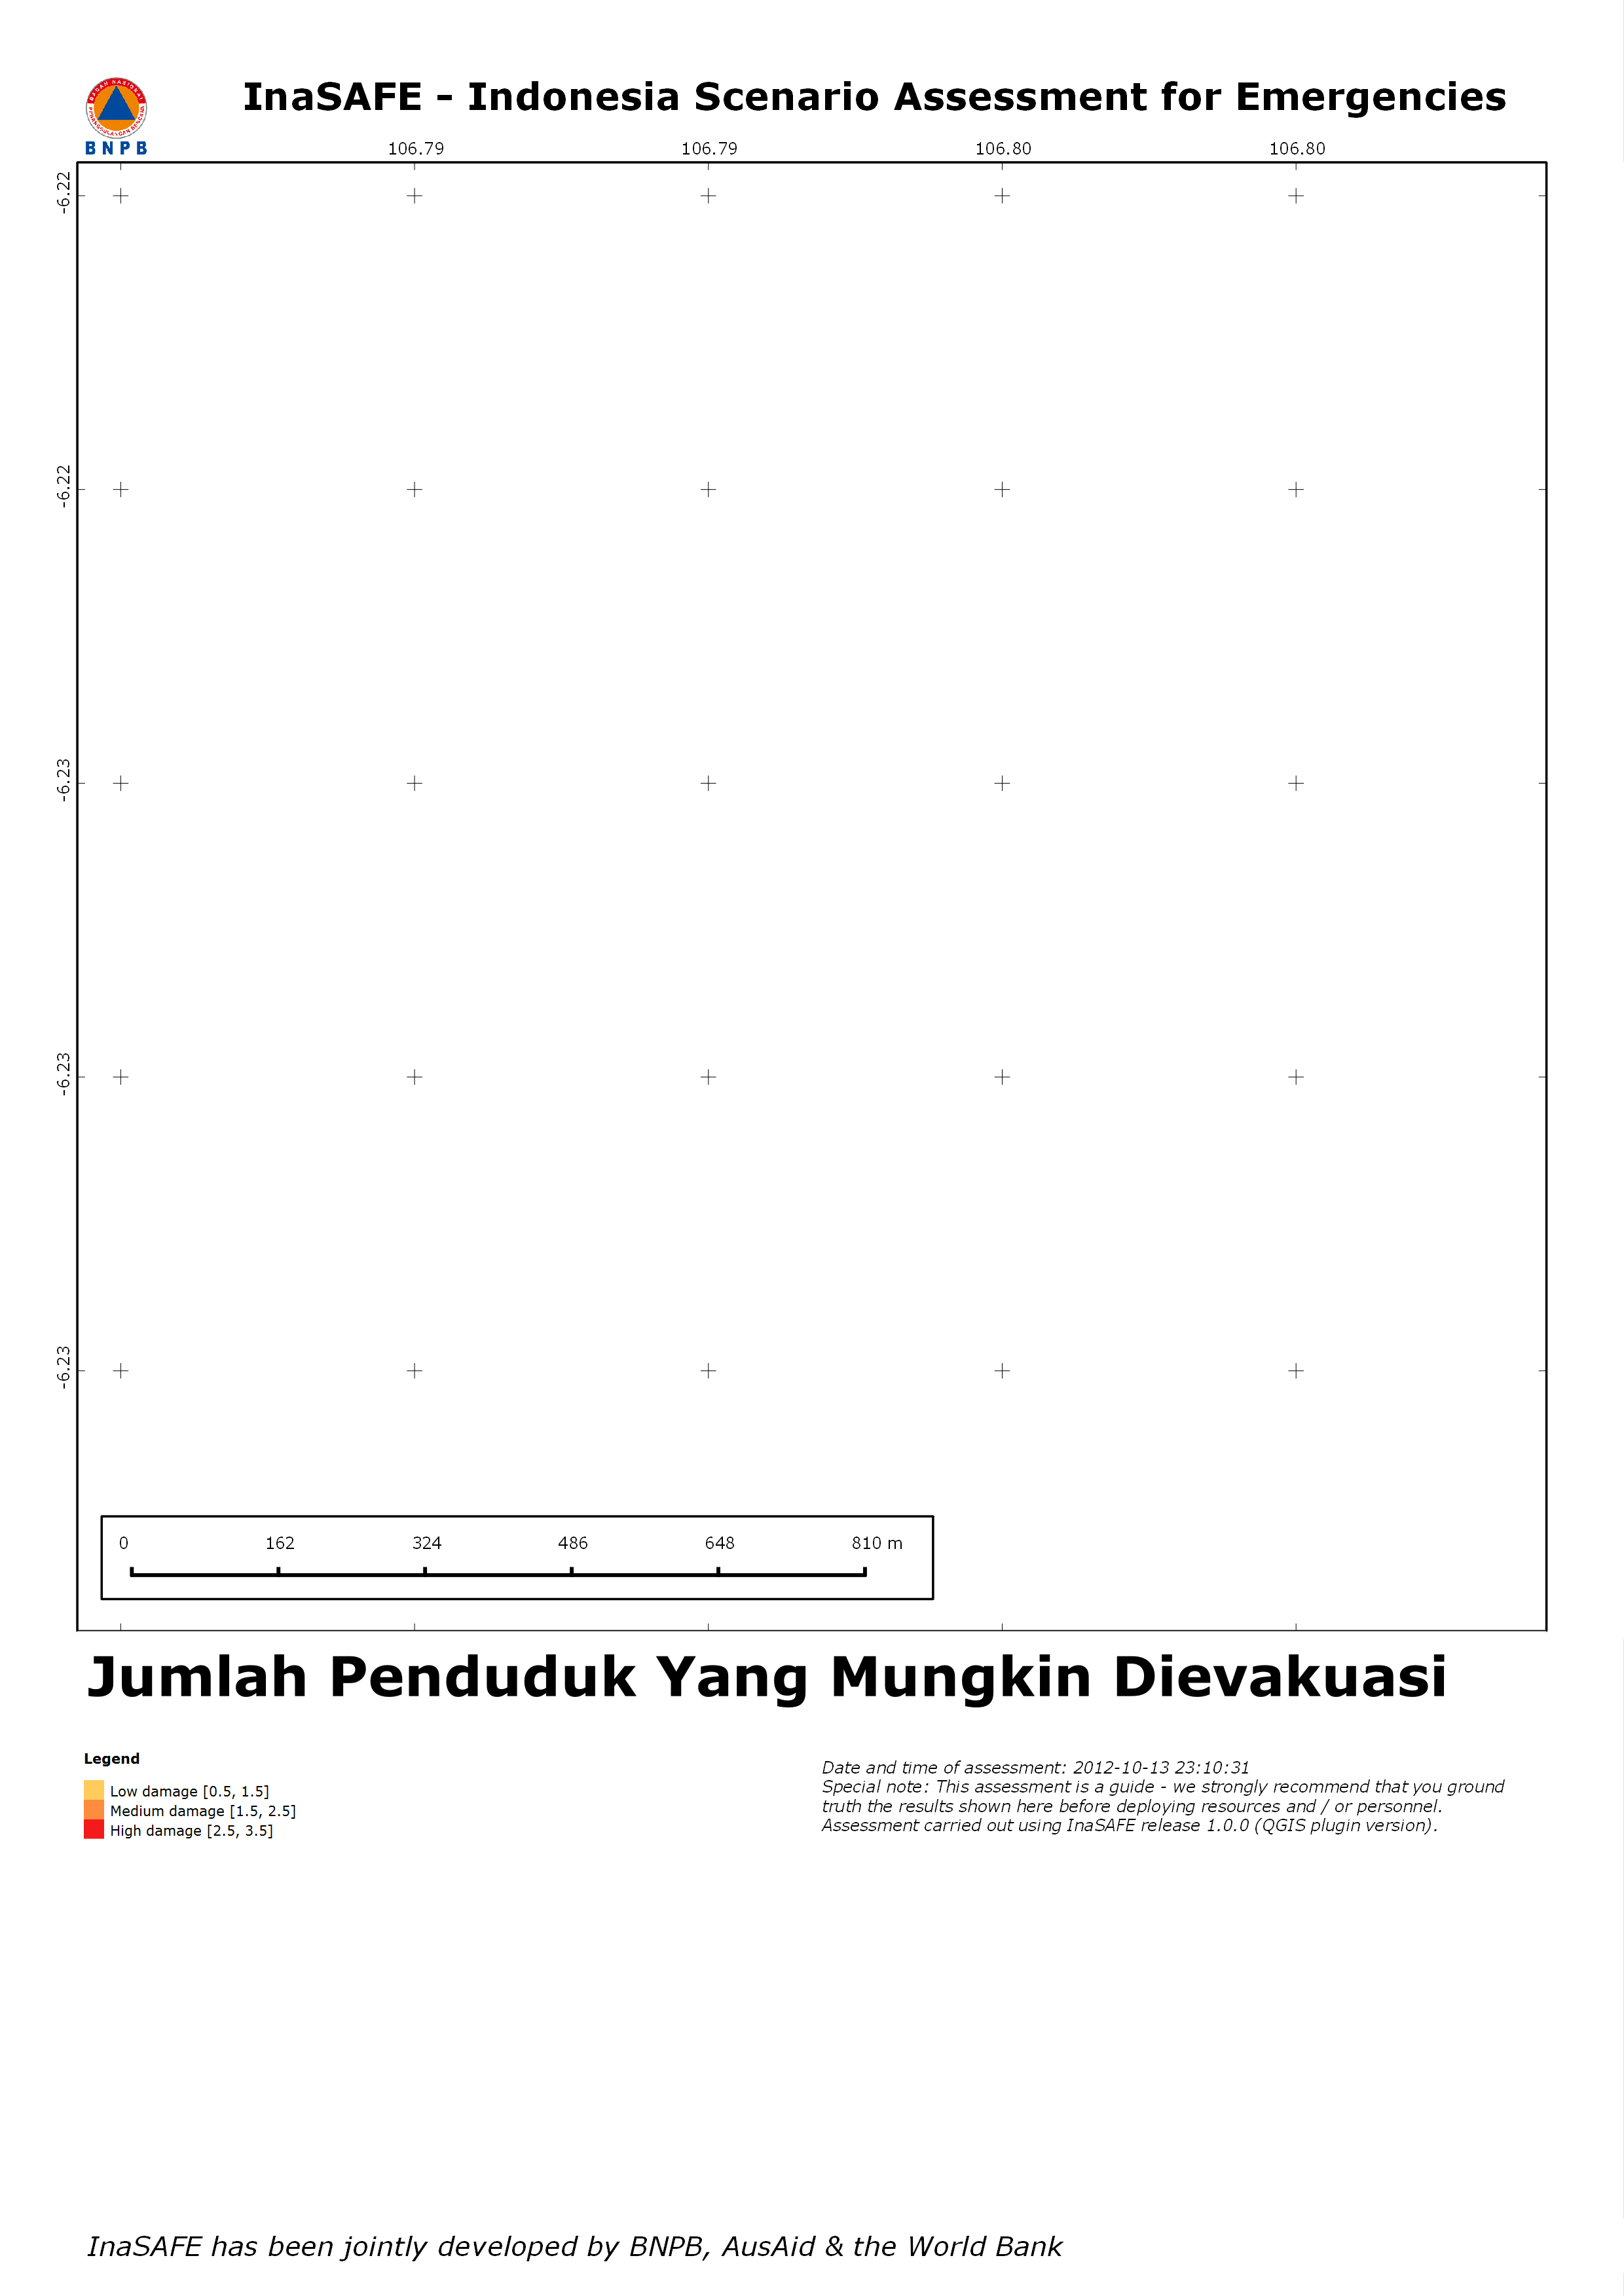 InaSAFE - Indonesia Scenario Assessment for Emergencies
BADAN NASIONAL
PENANGGULANGAN BENCANA
BNPB
106.79 106.79 106.80 106.80
-6.22
-6.22
-6.23
-6.23
-6.23
0 162 324 486 648 810 m
Jumlah Penduduk Yang Mungkin Dievakuasi
Legend
Low damage [0.5, 1.5]
Medium damage [1.5, 2.5]
High damage [2.5, 3.5]
Date and time of assessment: 2012-10-13 23:10:31
Special note: This assessment is a guide - we strongly recommend that you ground
truth the results shown here before deploying resources and / or personnel.
Assessment carried out using InaSAFE release 1.0.0 (QGIS plugin version).
InaSAFE has been jointly developed by BNPB, AusAid & the World Bank